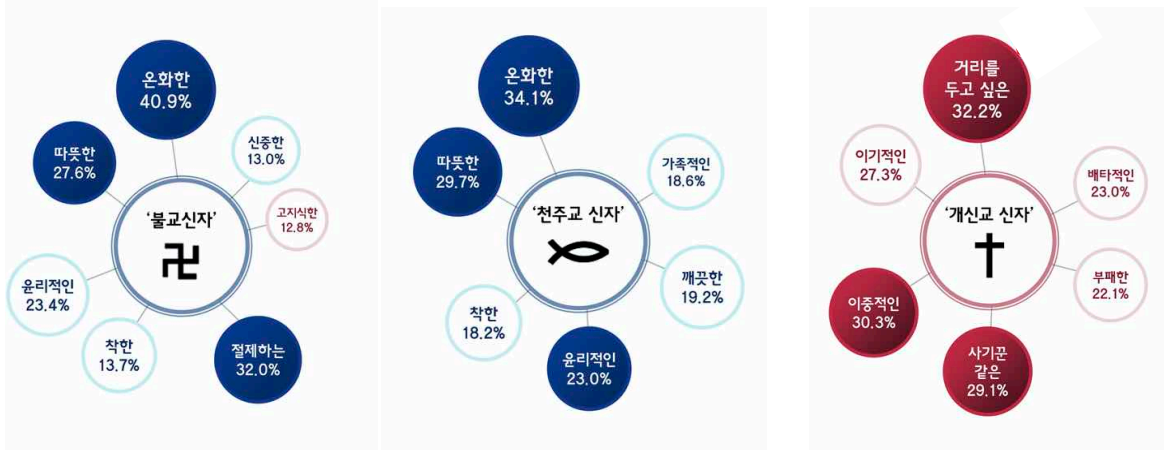 온화한
40.9%
따뜻한
27.6%
신중한
13.0%
고지식한
12.8%
'불교신자'
卍
윤리적인
23.4%
착한
13.7%
절제하는
32.0%
온화한
34.1%
따뜻한
29.7%
가족적인
18.6%
'천주교 신자'
깨끗한
19.2%
착한
18.2%
윤리적인
23.0%
거리를
두고 싶은
32.2%
이기적인
27.3%
배타적인
23.0%
'개신교 신자'
부패한
22.1%
이중적인
30.3%
사기꾼
같은
29.1%